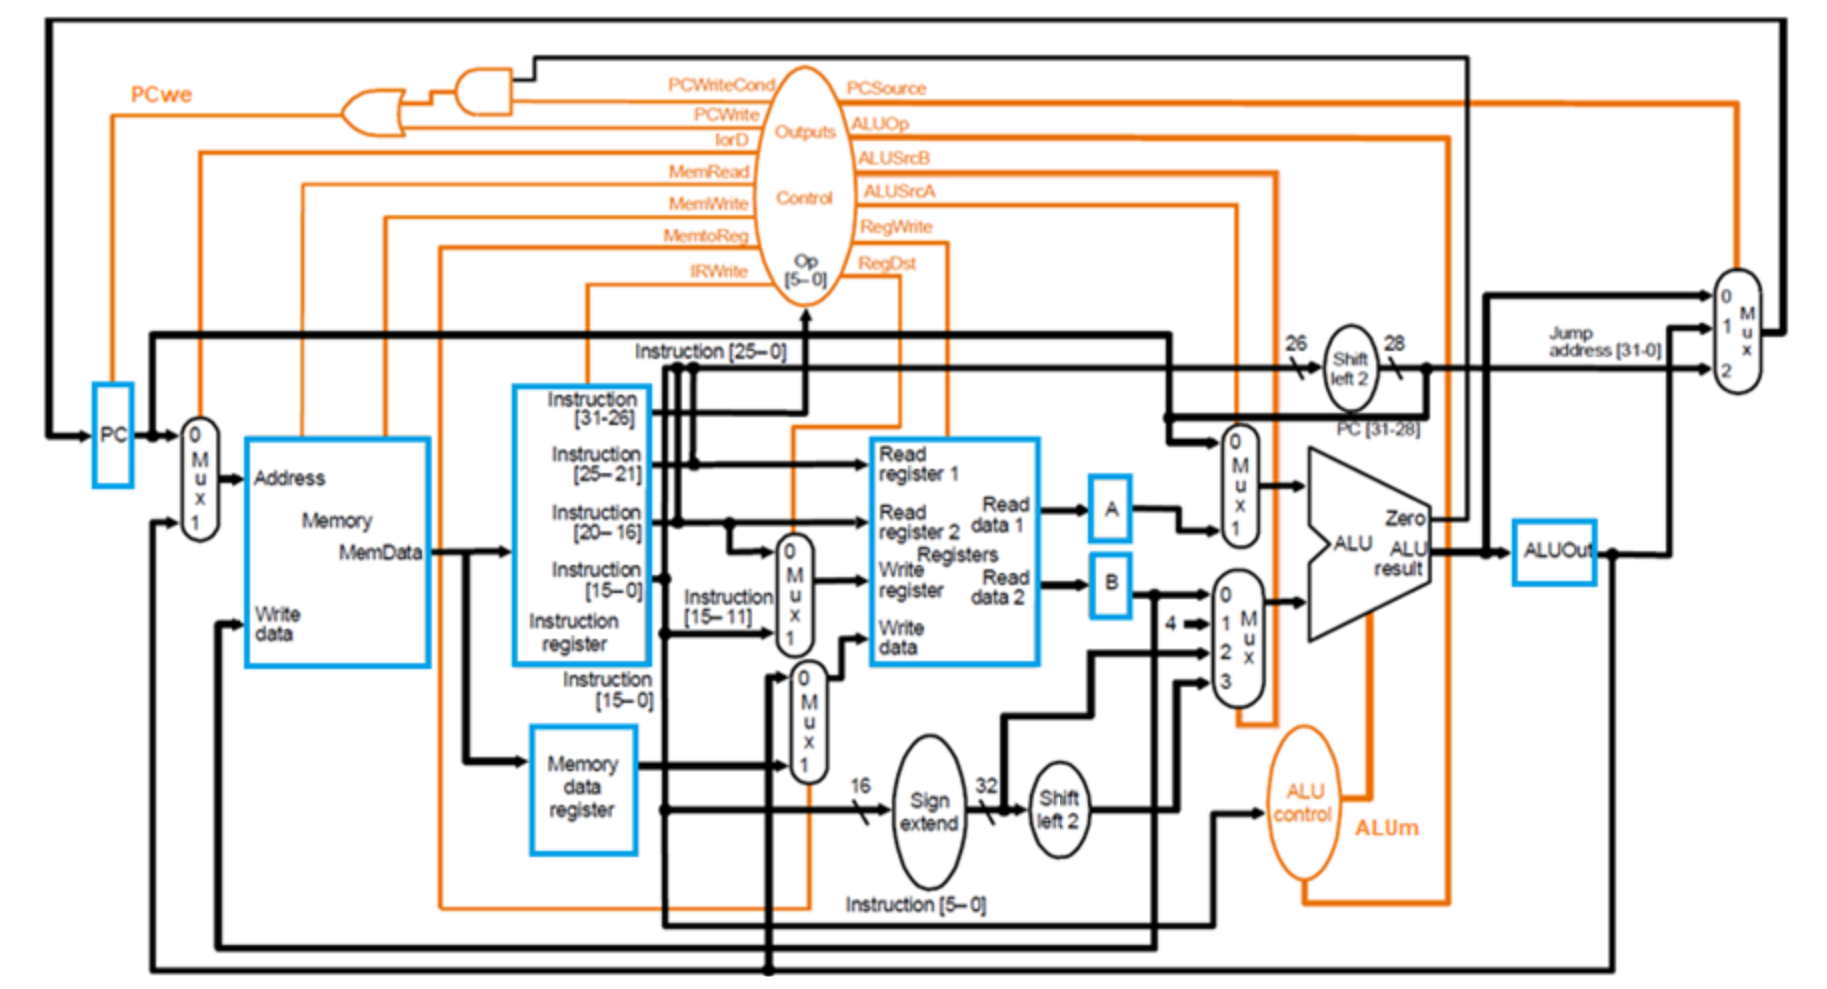 PCWriteCond
PCSource
PCwe
PCWrite
ALUOp
Outputs
IorD
ALUSrcB
MemRead
ALUSrcA
Control
MemWrite
RegWrite
MemtoReg
Op
[5–0]
RegDst
IRWrite
0
1
2
M
u
x
Jump
address [31-0]
Instruction [25–0]
26
Shift
left 2
28
PC [31-28]
PC
0
M
u
x
1
Address
Memory
MemData
Write
data
Instruction
[31-26]
Instruction
[25–21]
Instruction
[20–16]
Instruction
[15–0]
Instruction
register
Instruction
[15–0]
Instruction
[15–11]
0
M
u
x
1
Read
register 1
Read
register 2
Registers
Write
register
Write
data
Read
data 1
Read
data 2
A
B
0
M
u
x
1
4
0
1
2
3
M
u
x
Zero
ALU
ALU
result
ALUOut
0
M
u
x
1
Memory
data
register
16
Sign
extend
32
Shift
left 2
ALU
control
ALUm
Instruction [5–0]